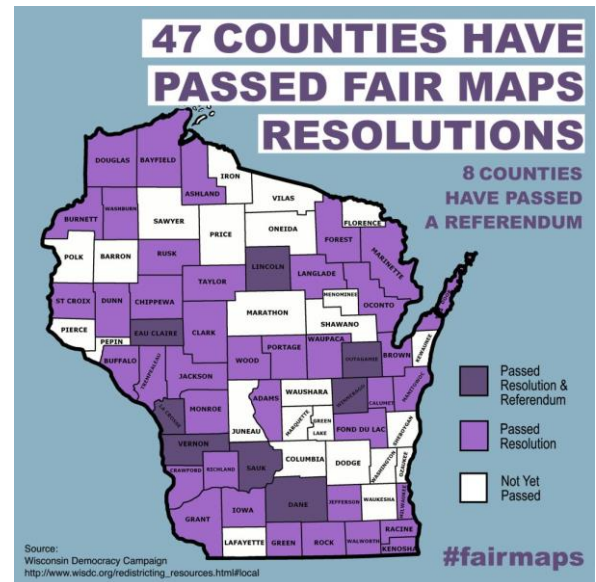 47 COUNTIES HAVE
PASSED FAIR MAPS
RESOLUTIONS
8 COUNTIES
HAVE PASSED
A REFERENDUM
DOUGLAS
BAYFIELD
IRON
ASHLAND
VILAS
BURNETT
WASHBURN
SAWYER
PRICE
ONEIDA
FLORENCE
FOREST
MARINETTE
POLK
BARRON
RUSK
LINCOLN
LANGLADE
TAYLOR
OCONTO
MENOMINEE
ST CROIX
DUNN
CHIPPEWA
MARATHON
SHAWANO
PIERCE
PEPIN
EAU CLAIRE
CLARK
BUFFALO
TREMPEALEAU
JACKSON
WOOD
PORTAGE
WAUPACA
OUTAGAMIE
BROWN
KEWAUNEE
LA CROSSE
MONROE
JUNEAU
ADAMS
WAUSHARA
MARQUETTE
GREEN
LAKE
WINNEBAGO
CALUMET
MANITOWOC
FOND DU LAC
SHEBOYGAN
VERNON
CRAWFORD
RICHLAND
SAUK
COLUMBIA
DODGE
WASHINGTON
OZAUKEE
GRANT
IOWA
DANE
JEFFERSON
WAUKESHA
MILWAUKEE
LAFAYETTE
GREEN
ROCK
WALWORTH
RACINE
KENOSHA
Passed
Resolution &
Referendum
Passed
Resolution
Not Yet
Passed
Source:
Wisconsin Democracy Campaign
http://www.wisdc.org/redistricting_resources.html#local
#fairmaps